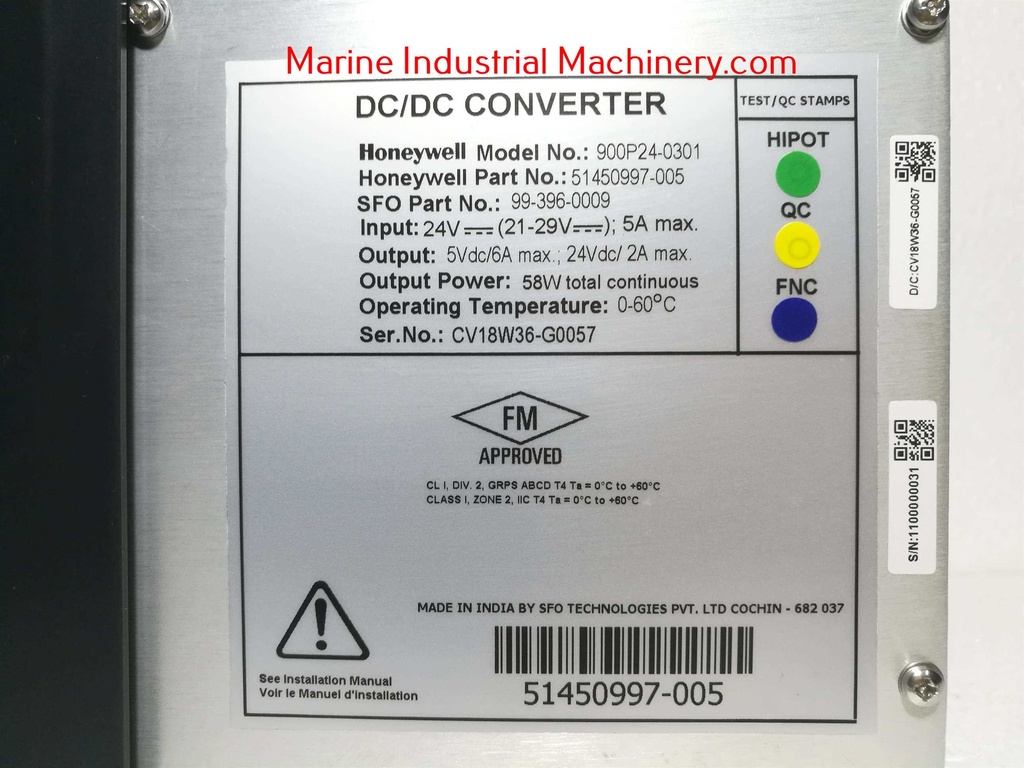 Marine Industrial Machinery.com
DC/DC CONVERTER
Honeywell Model No.: 900P24-0301
Honeywell Part No.: 51450997-005
SFO Part No.: 99-396-0009
Input: 24V⎓(21-29V⎓); 5A max.
Output: 5Vdc/6A max.; 24Vdc/ 2A max.
Output Power: 58W total continuous
Operating Temperature: 0-60°C
Ser.No.: CV18W36-G0057
TEST/QC STAMPS
HIPOT
QC
FNC
D/C:CV18W36-G0057
FM
APPROVED
CL I, DIV. 2, GRPS ABCD T4 Ta = 0°C to +60°C
CLASS I, ZONE 2, IIC T4 Ta = 0°C to +60°C
S/N:1100000031
MADE IN INDIA BY SFO TECHNOLOGIES PVT. LTD COCHIN - 682 037
51450997-005
See Installation Manual
Voir le Manuel d'installation